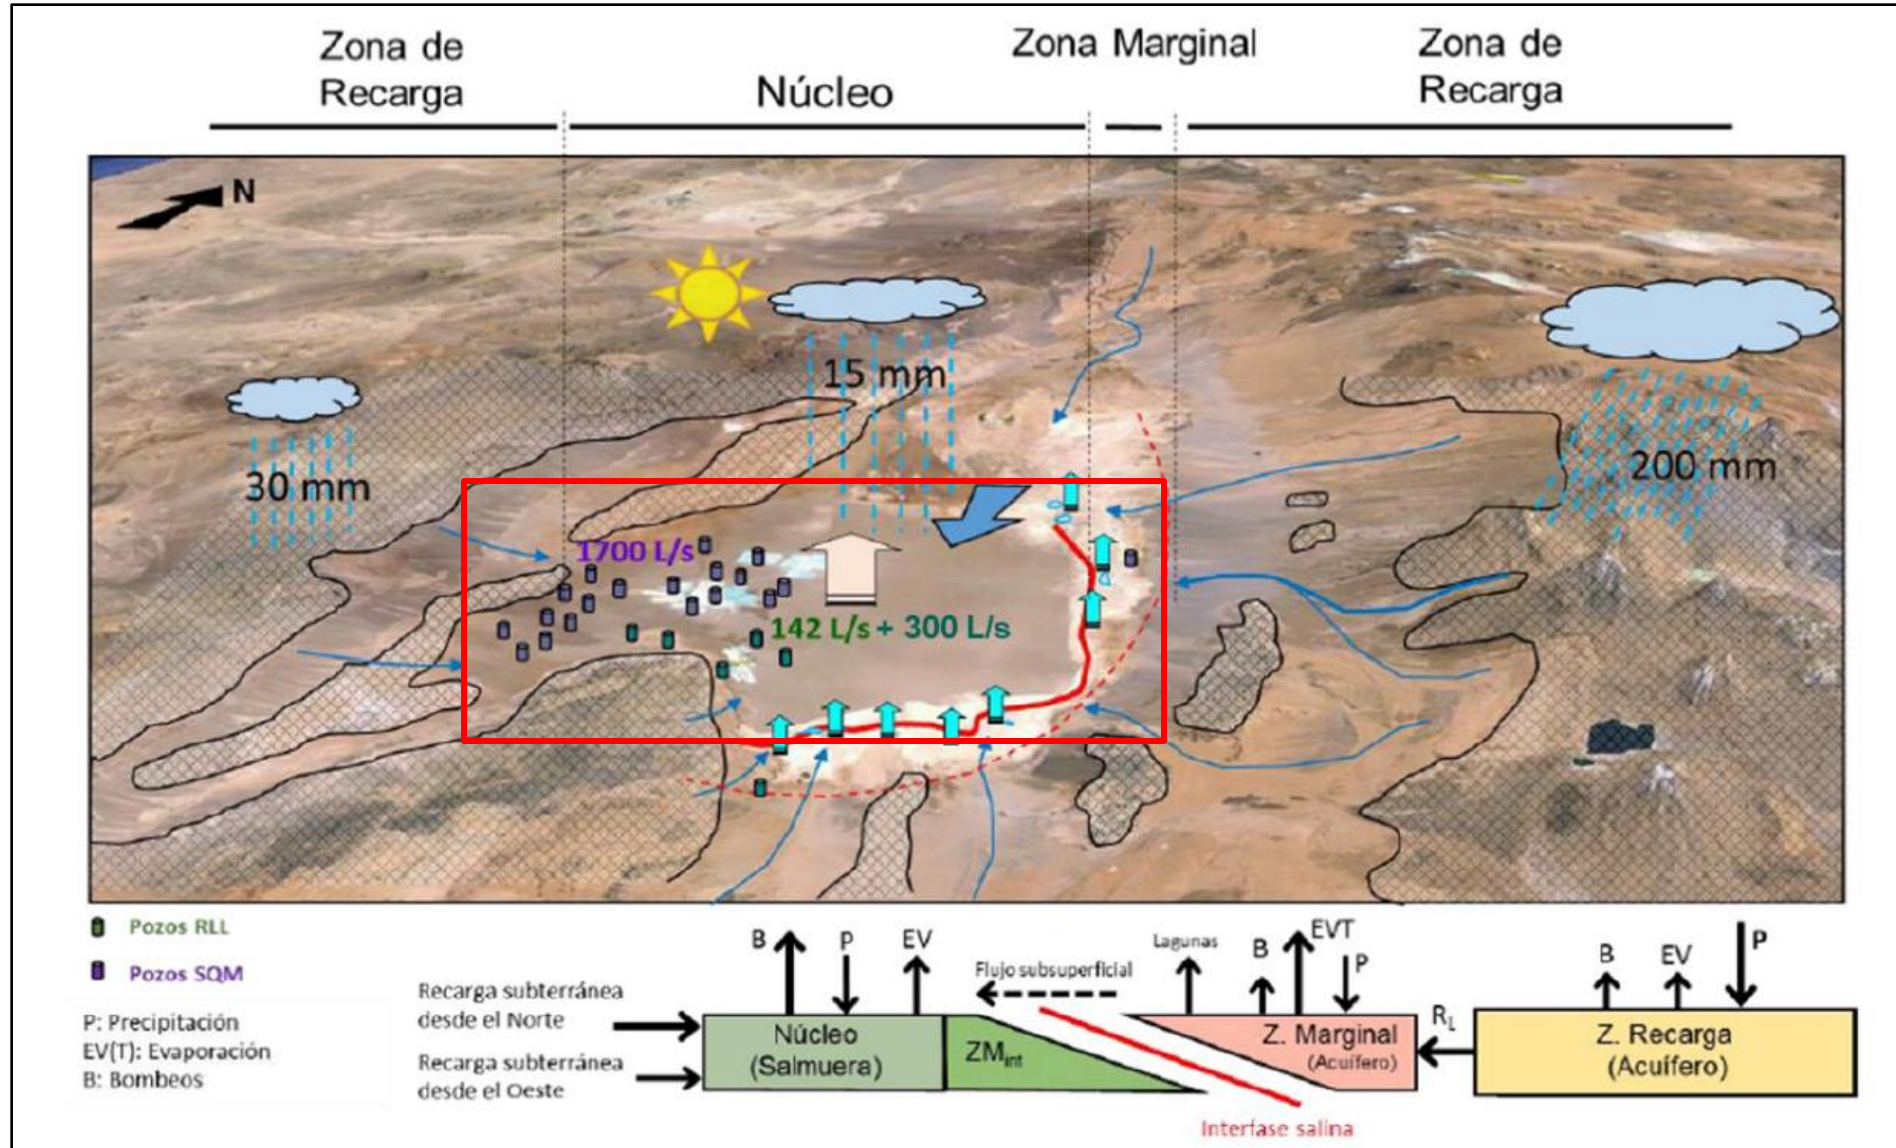 Zona de
Recarga
Núcleo
Zona Marginal
Zona de
Recarga
N
15 mm
30 mm
200 mm
1700 L/s
142 L/s + 300 L/s
Pozos RLL
Pozos SQM
P: Precipitación
EV(T): Evaporación
B: Bombeos
Recarga subterránea
desde el Norte
Recarga subterránea
desde el Oeste
B
P
EV
Núcleo
(Salmuera)
ZMint
Flujo subsuperficial
Lagunas
B
EVT
P
Z. Marginal
(Acuífero)
Interfase salina
RL
B
EV
P
Z. Recarga
(Acuífero)